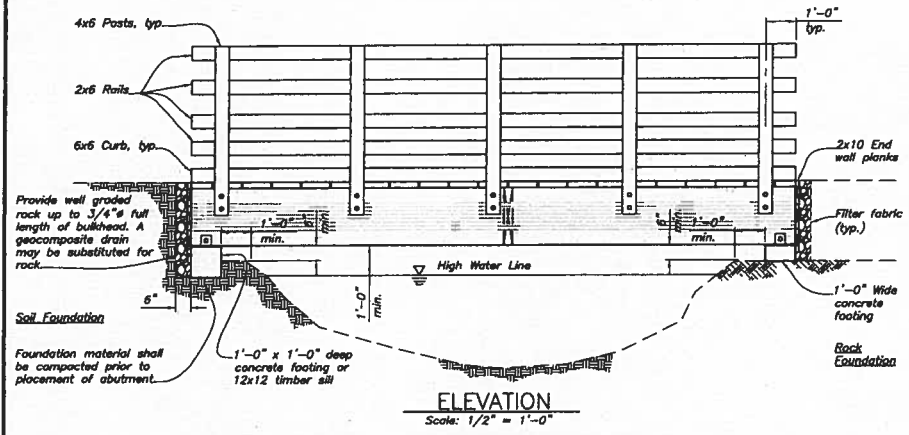 4x6 Posts, typ.
1'-0"
typ.
2x6 Rails
6x6 Curb, typ.
2x10 End
wall planks
Provide well graded
rock up to 3/4"ø full
length of bulkhead. A
geocomposite drain
may be substituted for
rock.
1'-0"
min.
6"
min.
6"
min.
1'-0"
min.
Filter fabric
(typ.)
High Water Line
1'-0"
min.
6"
1'-0" Wide
concrete
footing
Soil Foundation
Rock
Foundation
Foundation material shall
be compacted prior to
placement of abutment.
1'-0" x 1'-0" deep
concrete footing or
12x12 timber sill
ELEVATION
Scale: 1/2" = 1'-0"